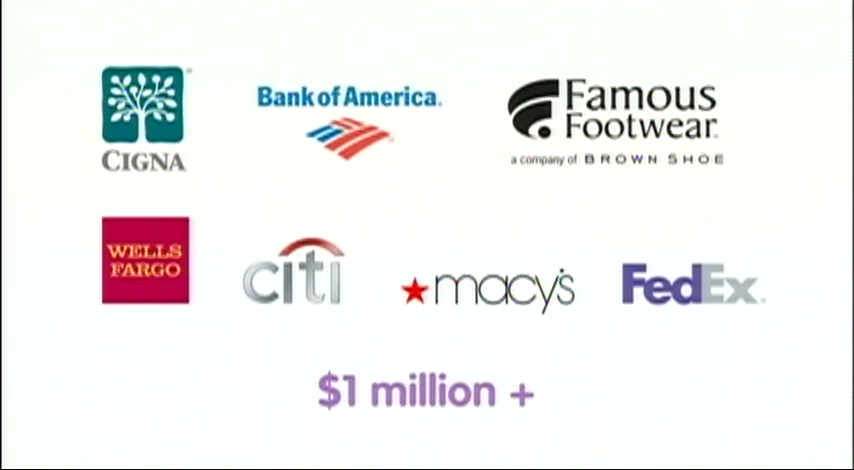 CIGNA
Bank of America
Famous
Footwear
a company of BROWN SHOE
WELLS
FARGO
citi
macy's
FedEx
$1 million +